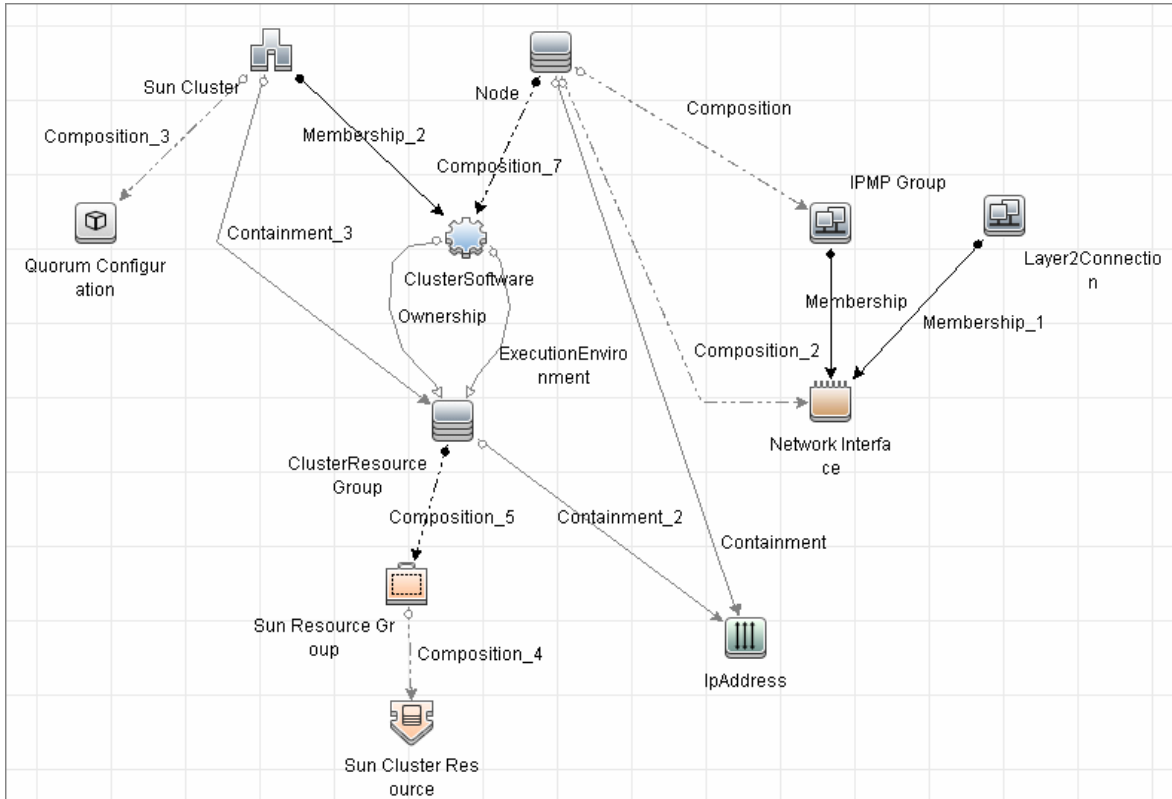 Sun Cluster
Node
Composition
Composition_3
Membership_2
Composition_7
IPMP Group
Containment_3
Quorum Configur
ation
ClusterSoftware
Layer2Connectio
n
Ownership
Membership
Membership_1
ExecutionEnviro
nment
Composition_2
Network Interfa
ce
ClusterResource
Group
Composition_5
Containment_2
Containment
Sun Resource Gr
oup
Composition_4
IpAddress
Sun Cluster Res
ource